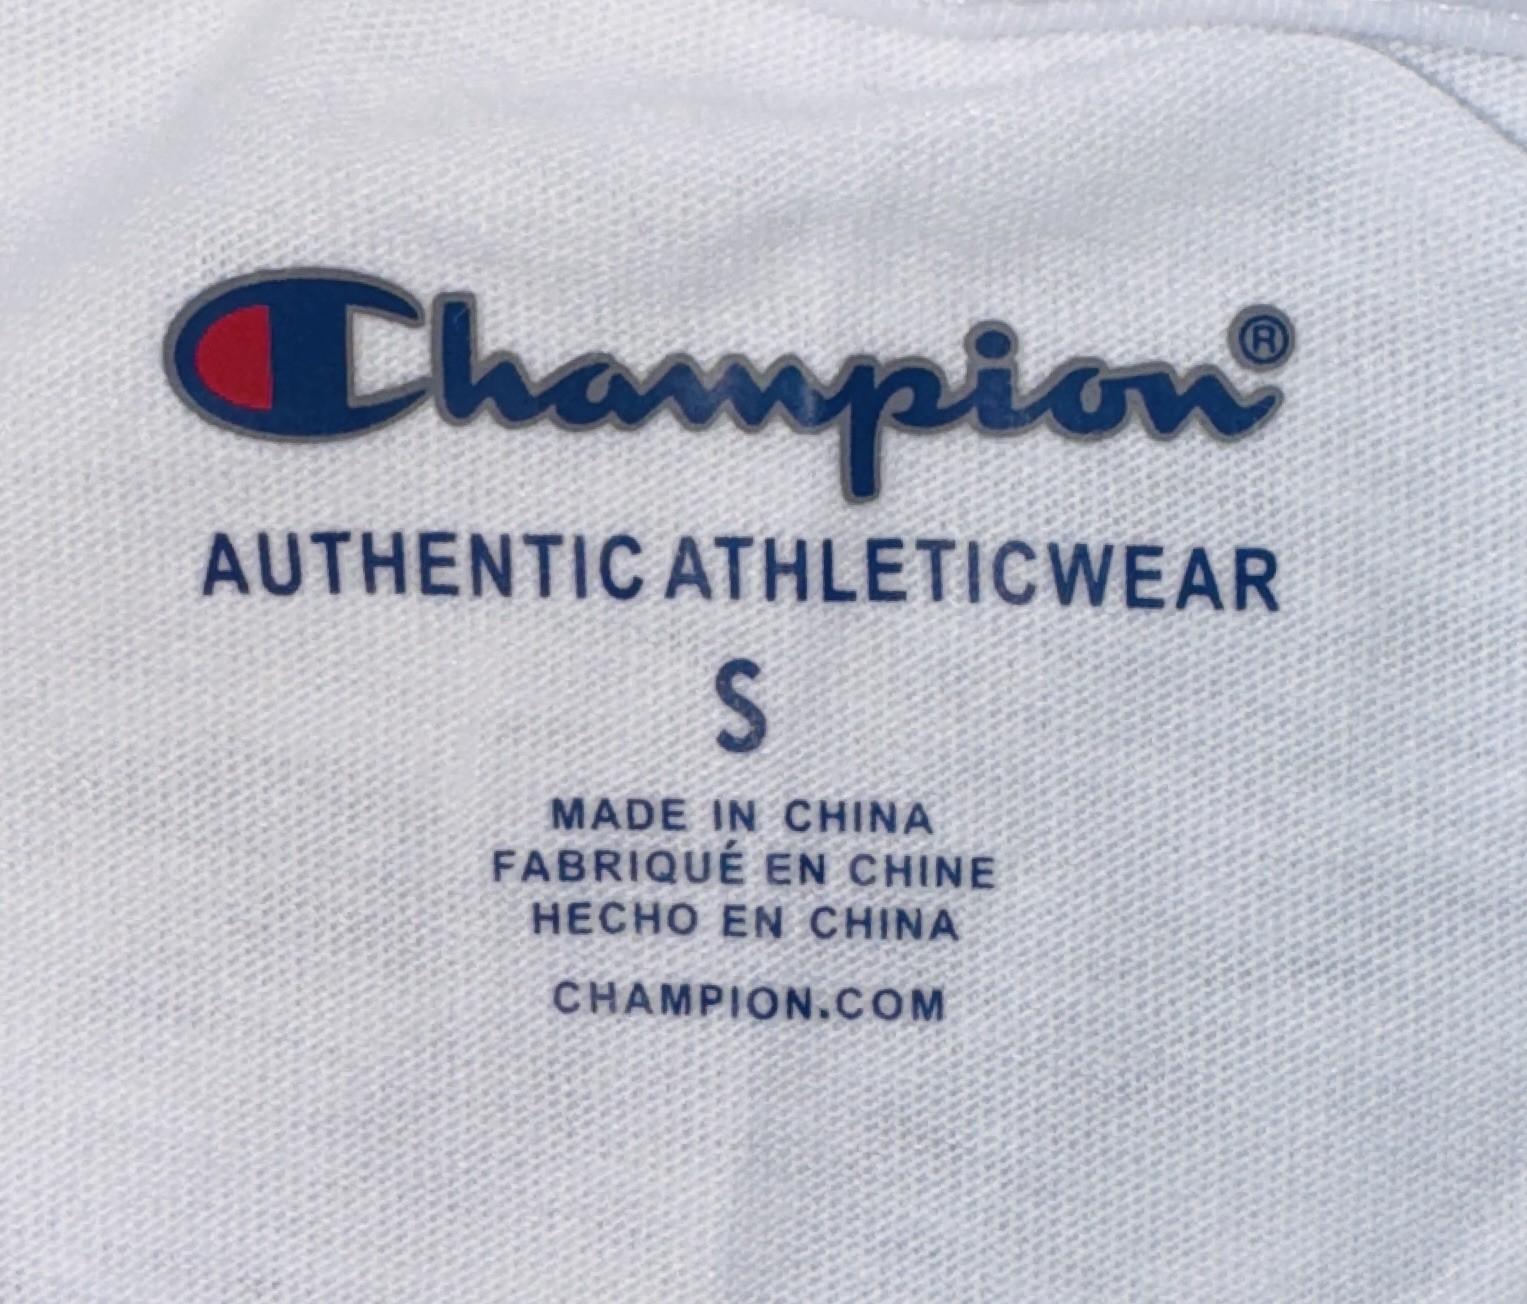 Champion®
AUTHENTIC ATHLETICWEAR
S
MADE IN CHINA
FABRIQUÉ EN CHINE
HECHO EN CHINA
CHAMPION.COM